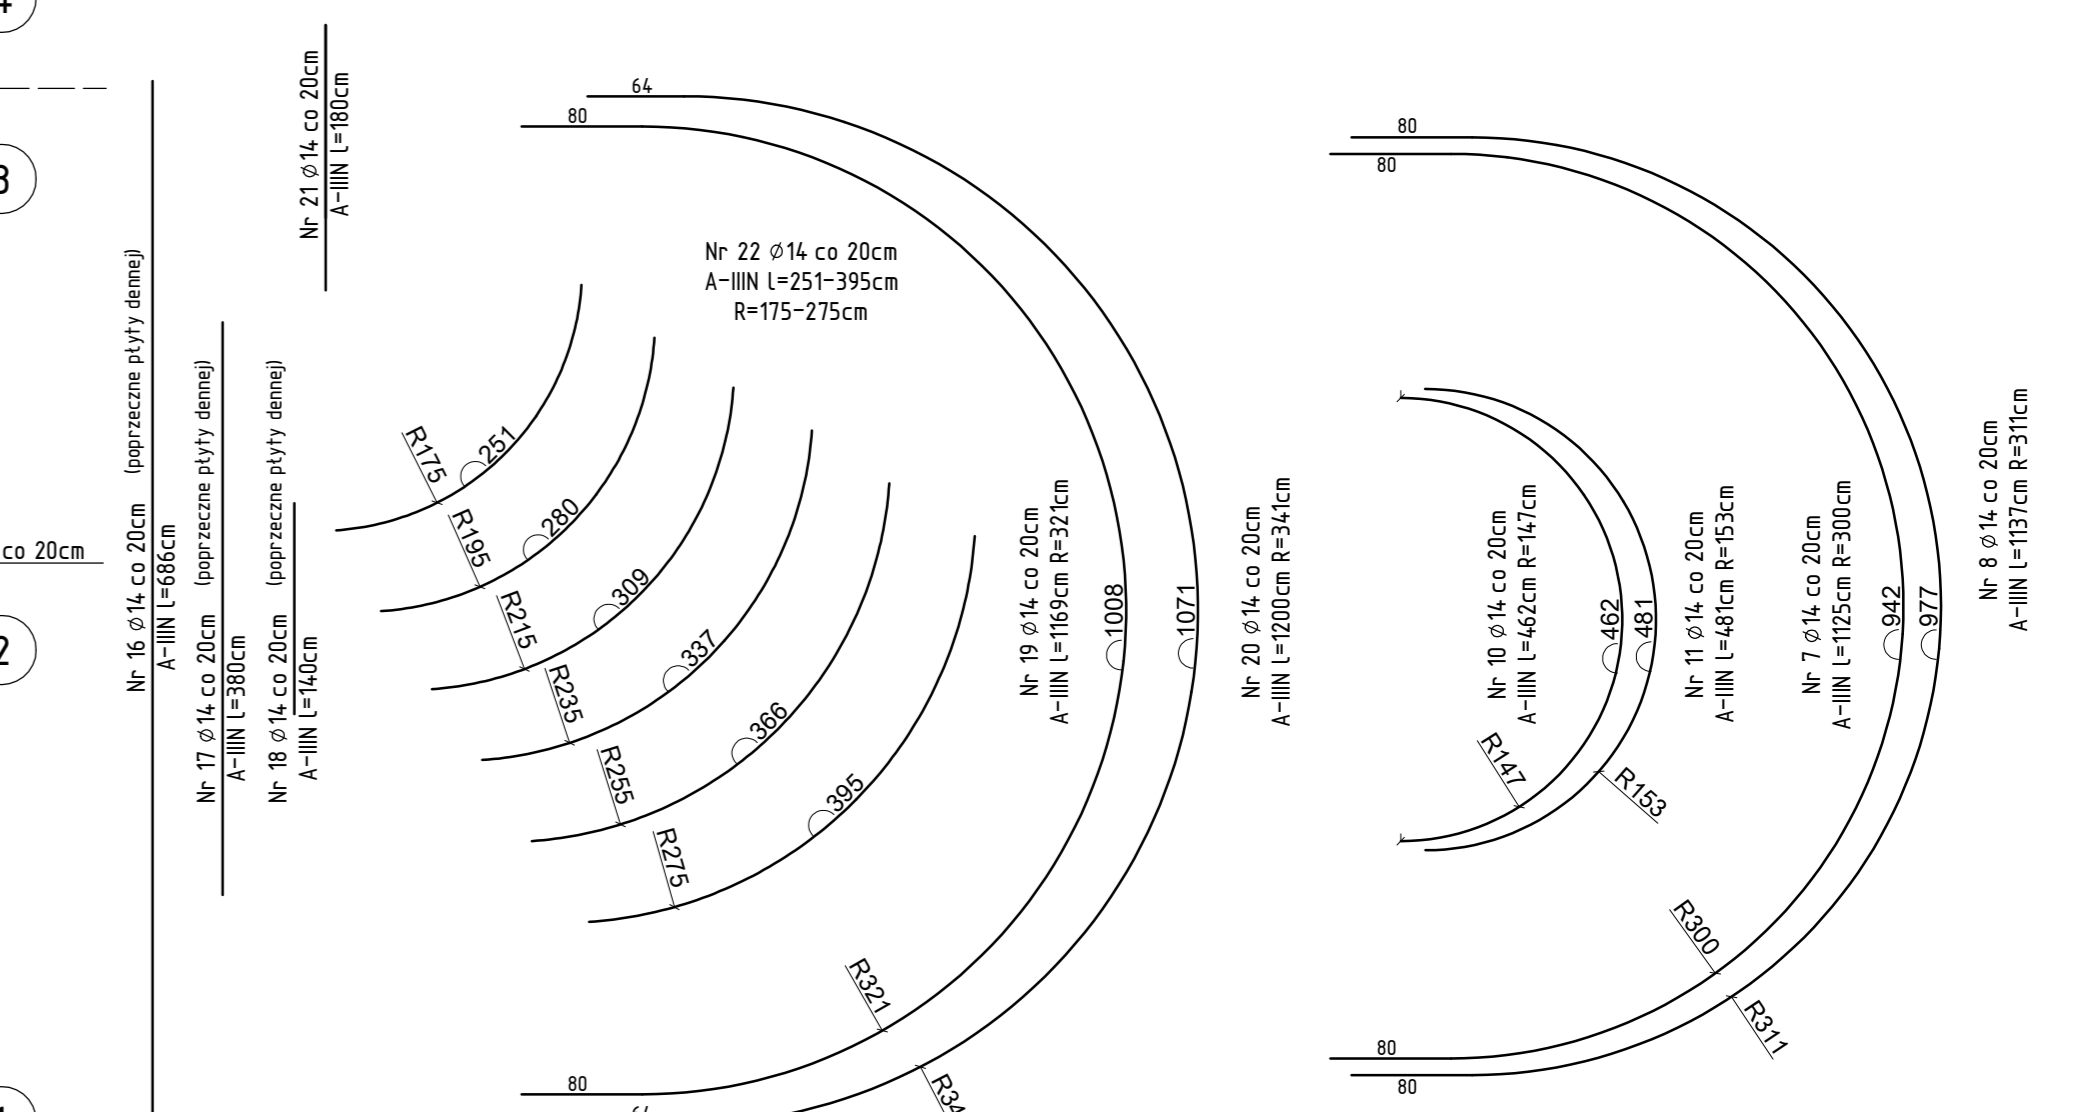 3
co 20cm
2
Nr 16 ⌀14 co 20cm (poprzeczne płyty dennej)
A-IIIN l=686cm
Nr 17 ⌀14 co 20cm (poprzeczne płyty dennej)
A-IIIN l=380cm
Nr 18 ⌀14 co 20cm (poprzeczne płyty dennej)
A-IIIN l=140cm
Nr 21 ⌀14 co 20cm
A-IIIN l=180cm
64
80
Nr 22 ⌀14 co 20cm
A-IIIN l=251-395cm
R=175-275cm
R175
251
R195
280
R215
309
R235
337
R255
366
R275
395
R321
80
1008
1071
Nr 19 ⌀14 co 20cm
A-IIIN l=1169cm R=321cm
Nr 20 ⌀14 co 20cm
A-IIIN l=1200cm R=341cm
80
80
Nr 10 ⌀14 co 20cm
A-IIIN l=462cm R=147cm
462
481
Nr 11 ⌀14 co 20cm
A-IIIN l=481cm R=153cm
R147
R153
Nr 7 ⌀14 co 20cm
A-IIIN l=1125cm R=300cm
942
977
Nr 8 ⌀14 co 20cm
A-IIIN l=1137cm R=311cm
R300
R311
80
80